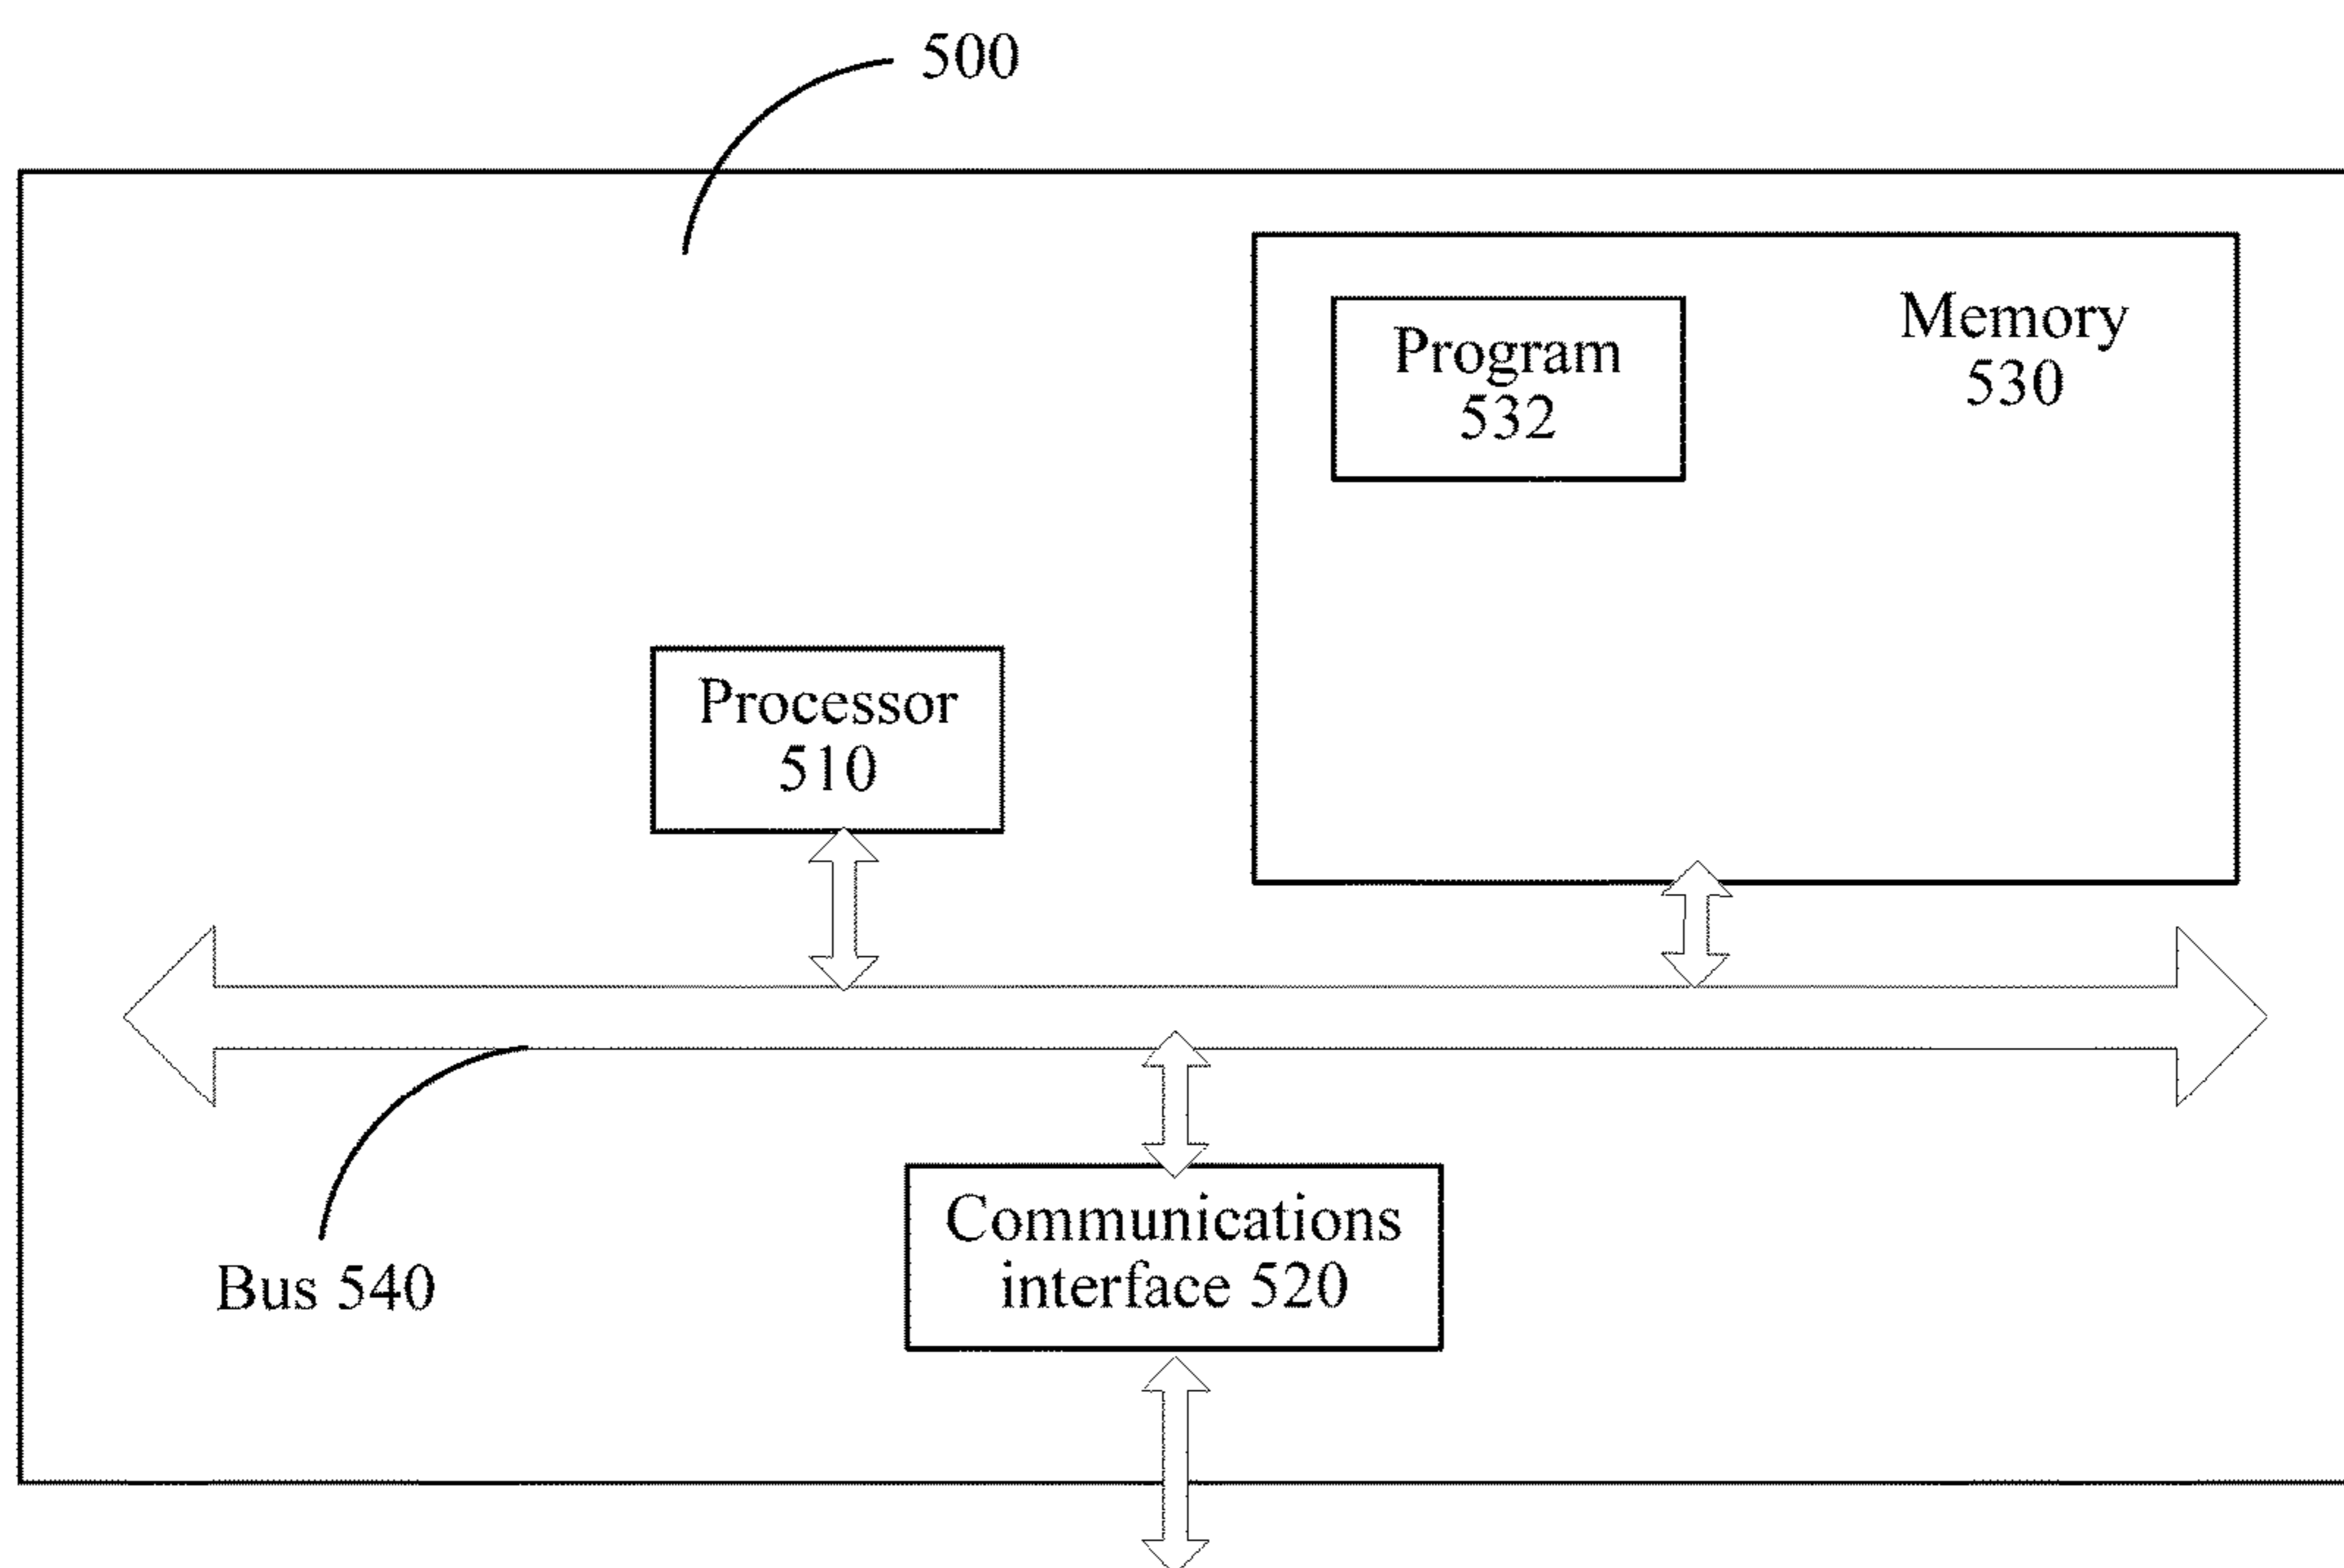 500
Program
532
Memory
530
Processor
510
Bus 540
Communications
interface 520